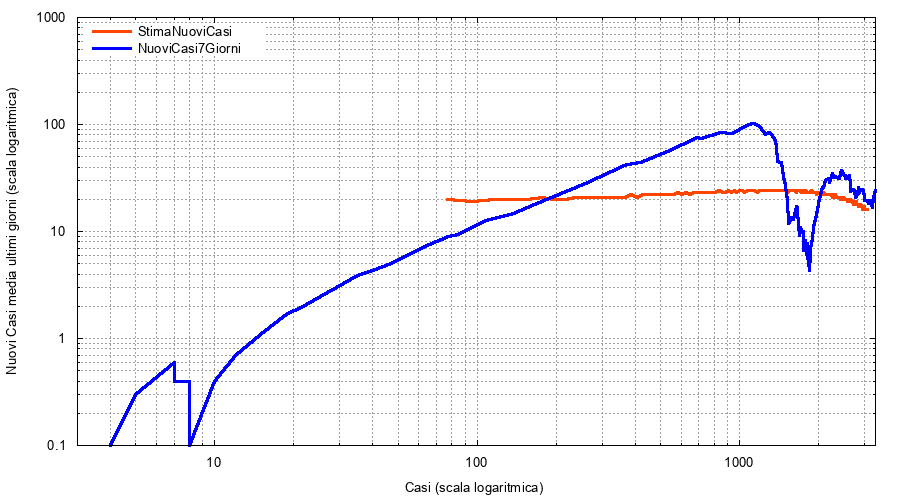 1000
StimaNuoviCasi
NuoviCasi7Giorni
100
10
1
0.1
Nuovi Casi media ultimi giorni (scala logaritmica)
10
100
1000
Casi (scala logaritmica)